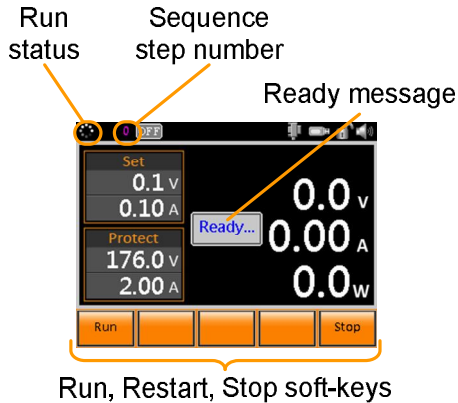 Run
status
Sequence
step number
Ready message
0 OFF
Set
0.1 V
0.10 A
Protect
176.0 V
2.00 A
Ready...
0.0 V
0.00 A
0.0 W
Run
Stop
Run, Restart, Stop soft-keys